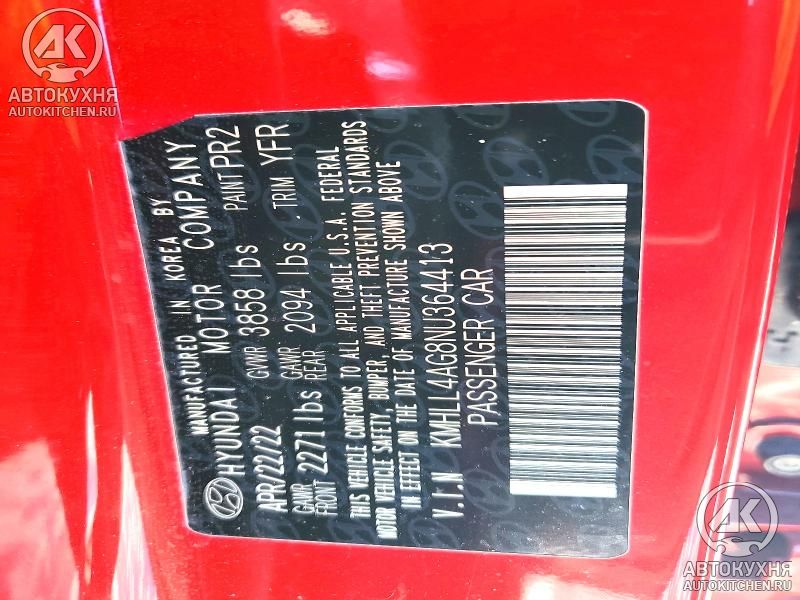 MANUFACTURED IN KOREA BY
HYUNDAI MOTOR COMPANY
APR/22/22 GVWR 3858 lbs PAINT PR2
GAWR FRONT 2271 lbs GAWR REAR 2094 lbs TRIM YFR
THIS VEHICLE CONFORMS TO ALL APPLICABLE U.S.A. FEDERAL
MOTOR VEHICLE SAFETY, BUMPER, AND THEFT PREVENTION STANDARDS
IN EFFECT ON THE DATE OF MANUFACTURE SHOWN ABOVE
V.I.N KMHLL4AG8NU364413
PASSENGER CAR
АК
АВТОКУХНЯ
AUTOKITCHEN.RU
АК
АВТОКУХНЯ
AUTOKITCHEN.RU